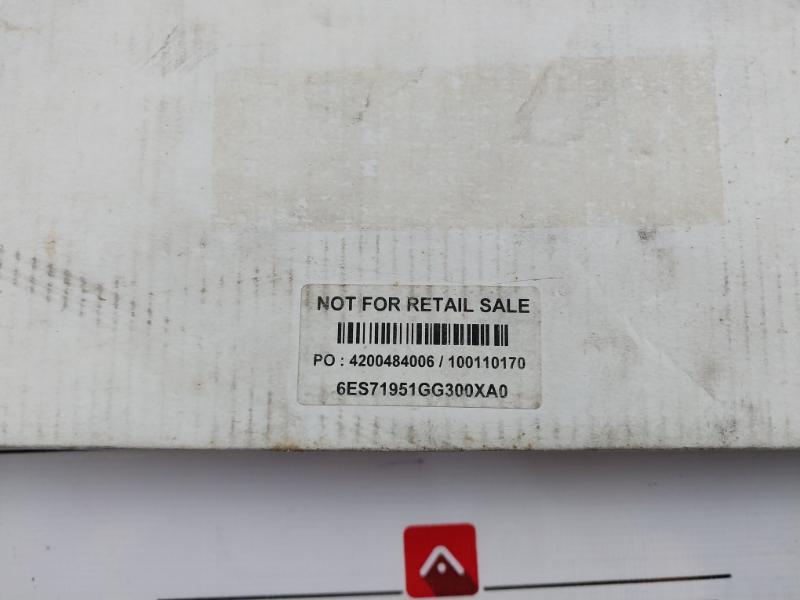 NOT FOR RETAIL SALE
PO : 4200484006 / 100110170
6ES71951GG300XA0